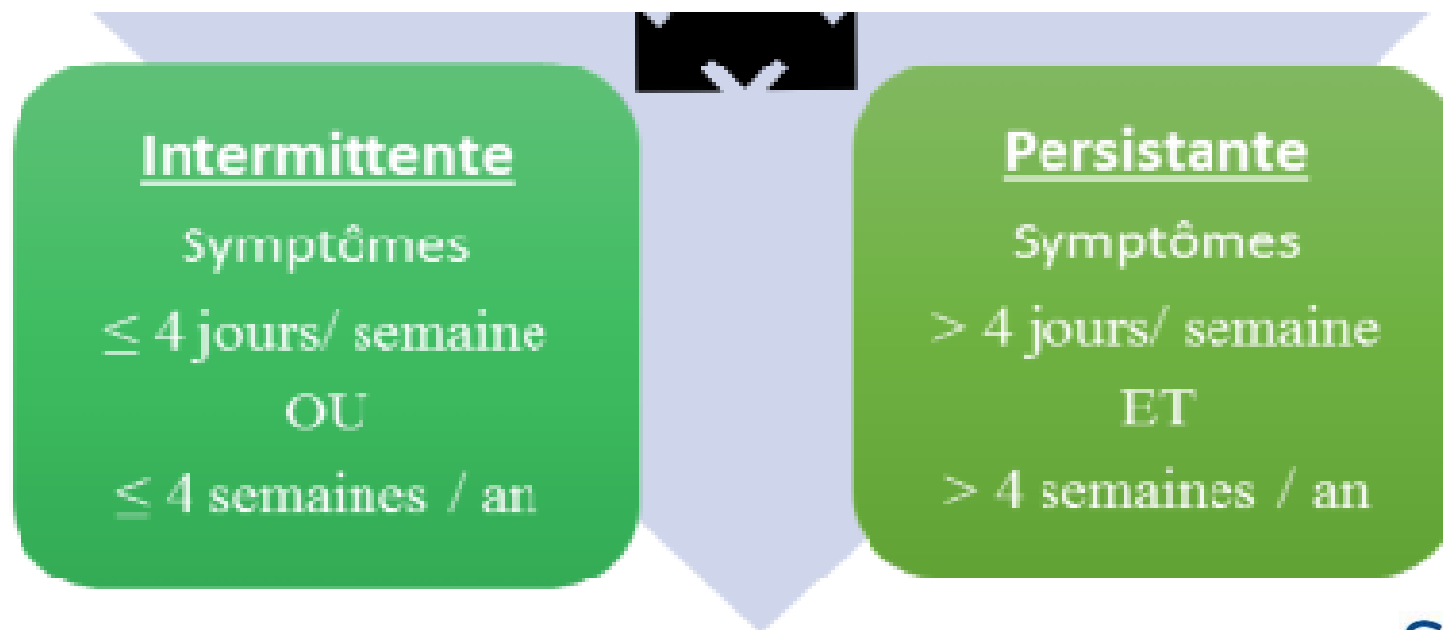 Intermittente
Symptômes
≤ 4 jours/ semaine
OU
≤ 4 semaines / an
Persistante
Symptômes
> 4 jours/ semaine
ET
> 4 semaines / an